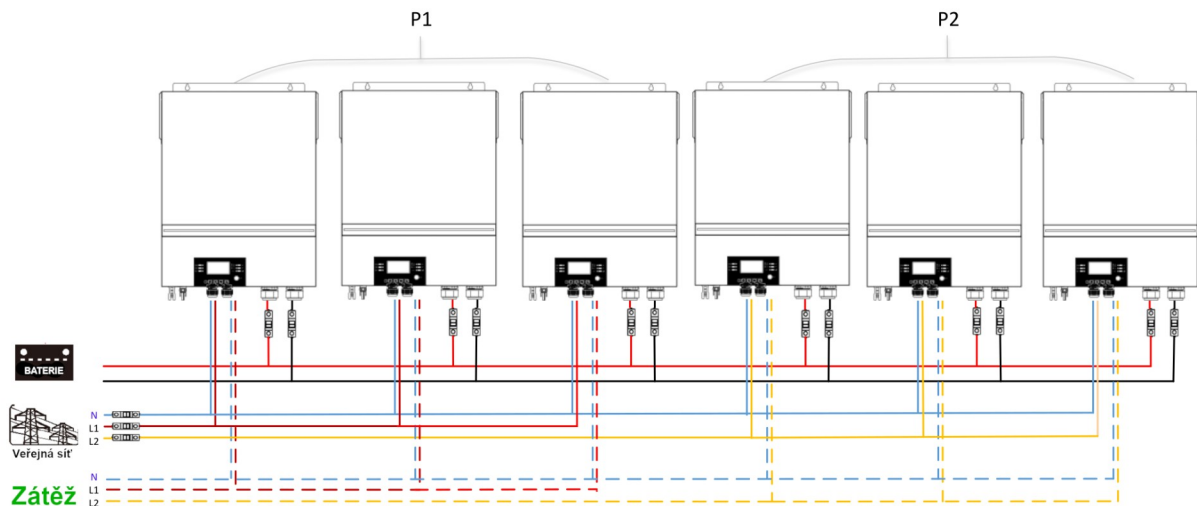 P1
P2
BATERIE
N
L1
L2
Veřejná síť
N
L1
L2
Zátěž